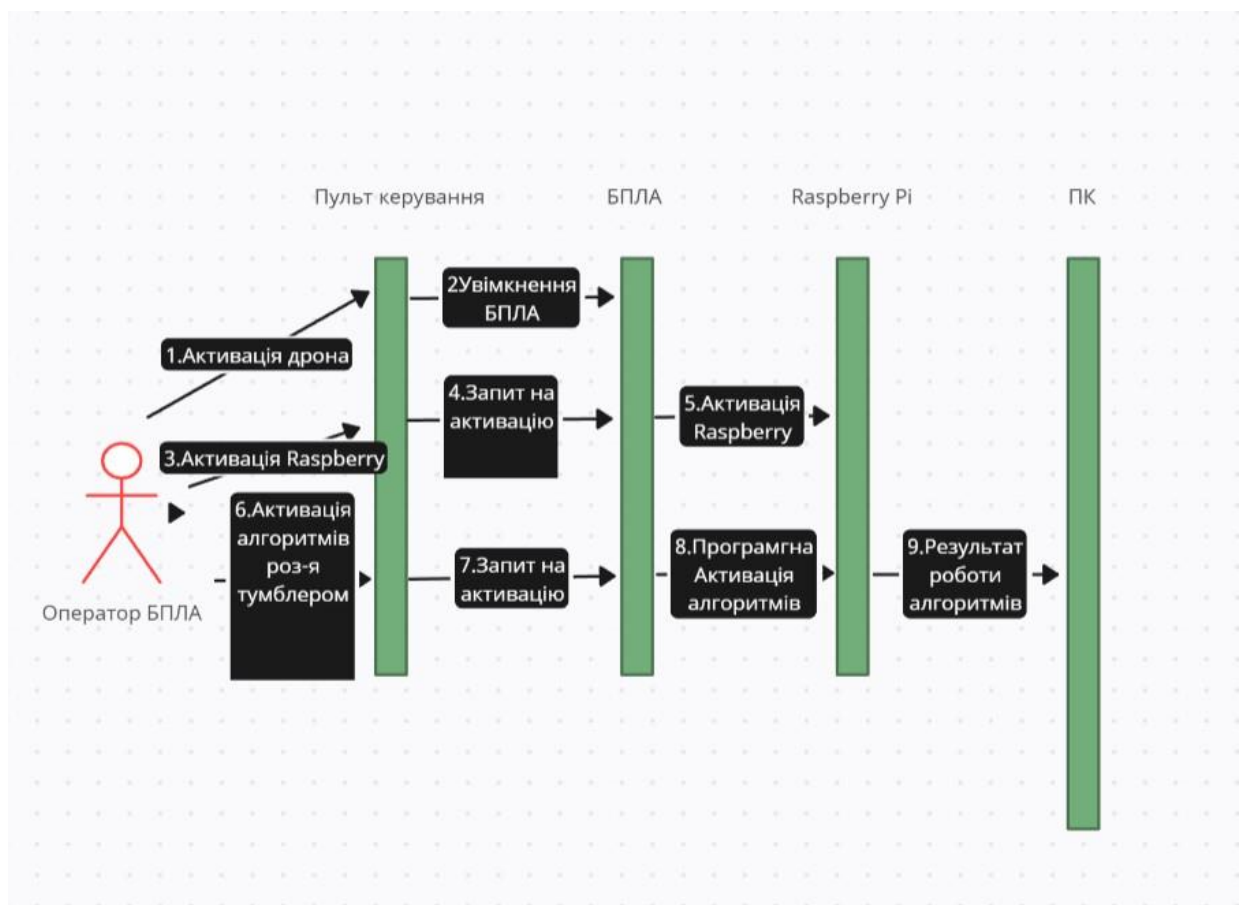 Пульт керування
БПЛА
Raspberry Pi
ПК
1.Активація дрона
2Увімкнення
БПЛА
3.Активація Raspberry
4.Запит на
активацію
5.Активація
Raspberry
6.Активація
алгоритмів
роз-я
тумблером
7.Запит на
активацію
8.Програмгна
Активація
алгоритмів
9.Результат
роботи
алгоритмів
Оператор БПЛА